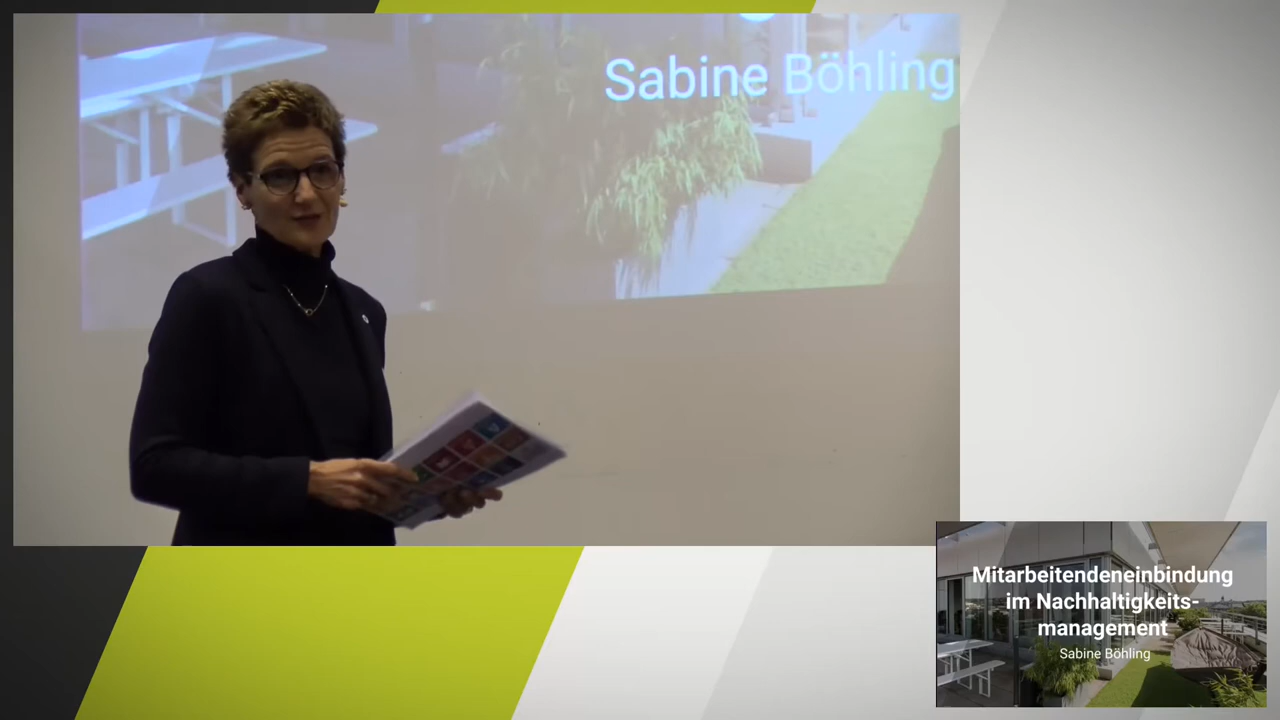 Sabine Böhling
Mitarbeitendeneinbindung
im Nachhaltigkeits-
management
Sabine Böhling